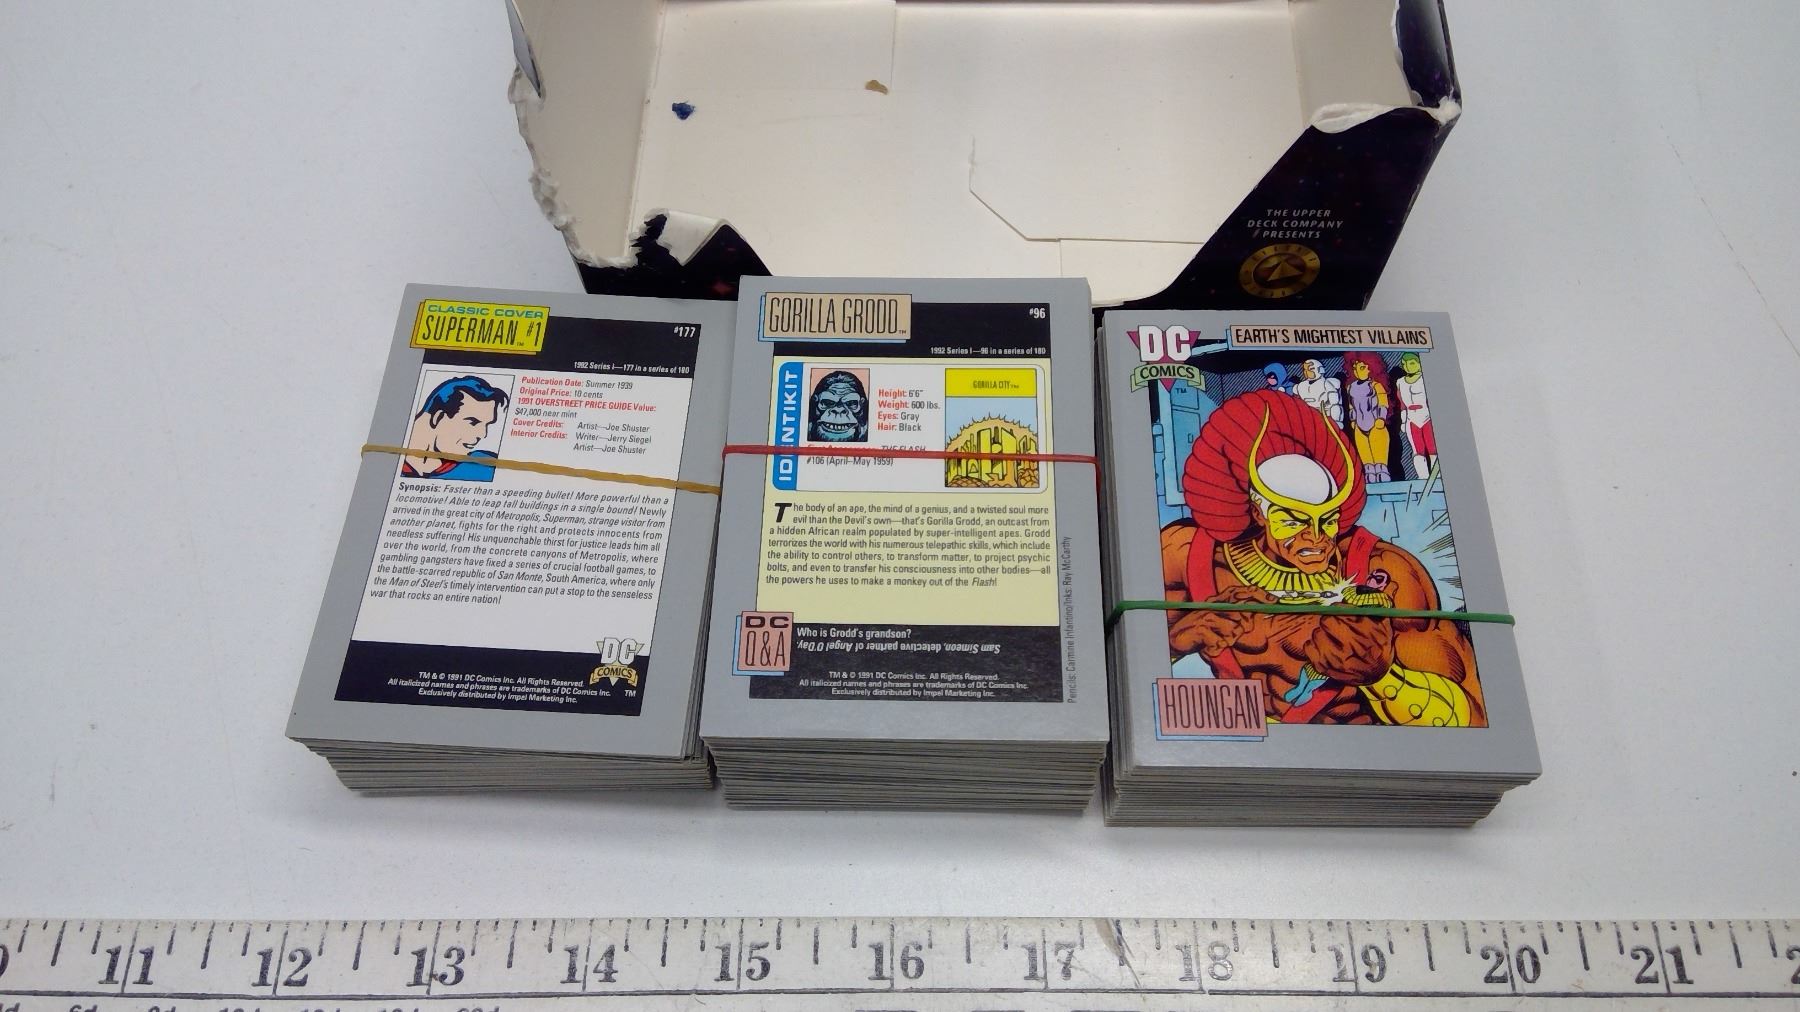 THE UPPER
DECK COMPANY
PRESENTS
CLASSIC COVER
SUPERMAN #1
TM
#177
1992 Series I—177 in a series of 180
Publication Date: Summer 1939
Original Price: 10 cents
1991 OVERSTREET PRICE GUIDE Value:
$47,000 near mint
Cover Credits: Artist—Joe Shuster
Interior Credits: Writer—Jerry Siegel
Artist—Joe Shuster
Synopsis: Faster than a speeding bullet! More powerful than a
locomotive! Able to leap tall buildings in a single bound! Newly
arrived in the great city of Metropolis, Superman, strange visitor from
another planet, fights for the right and protects innocents from
needless suffering! His unquenchable thirst for justice leads him all
over the world, from the concrete canyons of Metropolis, where
gambling gangsters have fixed a series of crucial football games, to
the battle-scarred republic of San Monte, South America, where only
the Man of Steel's timely intervention can put a stop to the senseless
war that rocks an entire nation!
DC
COMICS
TM
TM & © 1991 DC Comics Inc. All Rights Reserved.
All italicized names and phrases are trademarks of DC Comics Inc.
Exclusively distributed by Impel Marketing Inc.
GORILLA GRODD
TM
#96
1992 Series I—96 in a series of 180
Height: 6'6"
Weight: 600 lbs.
Eyes: Gray
Hair: Black
THE FLASH
#106 (April–May 1959)
GORILLA CITY
The body of an ape, the mind of a genius, and a twisted soul more
evil than the Devil's own—that's Gorilla Grodd, an outcast from
a hidden African realm populated by super-intelligent apes. Grodd
terrorizes the world with his numerous telepathic skills, which include
the ability to control others, to transform matter, to project psychic
bolts, and even to transfer his consciousness into other bodies—all
the powers he uses to make a monkey out of the Flash!
Pencils: Carmine Infantino/Inks: Ray McCarthy
DC
Q&A
Who is Grodd's grandson?
Sam Simeon, detective partner of Angel O'Day.
TM & © 1991 DC Comics Inc. All Rights Reserved.
All italicized names and phrases are trademarks of DC Comics Inc.
Exclusively distributed by Impel Marketing Inc.
DC
COMICS
TM
EARTH'S MIGHTIEST VILLAINS
HOUNGAN
11 12 13 14 15 16 17 18 19 20 21